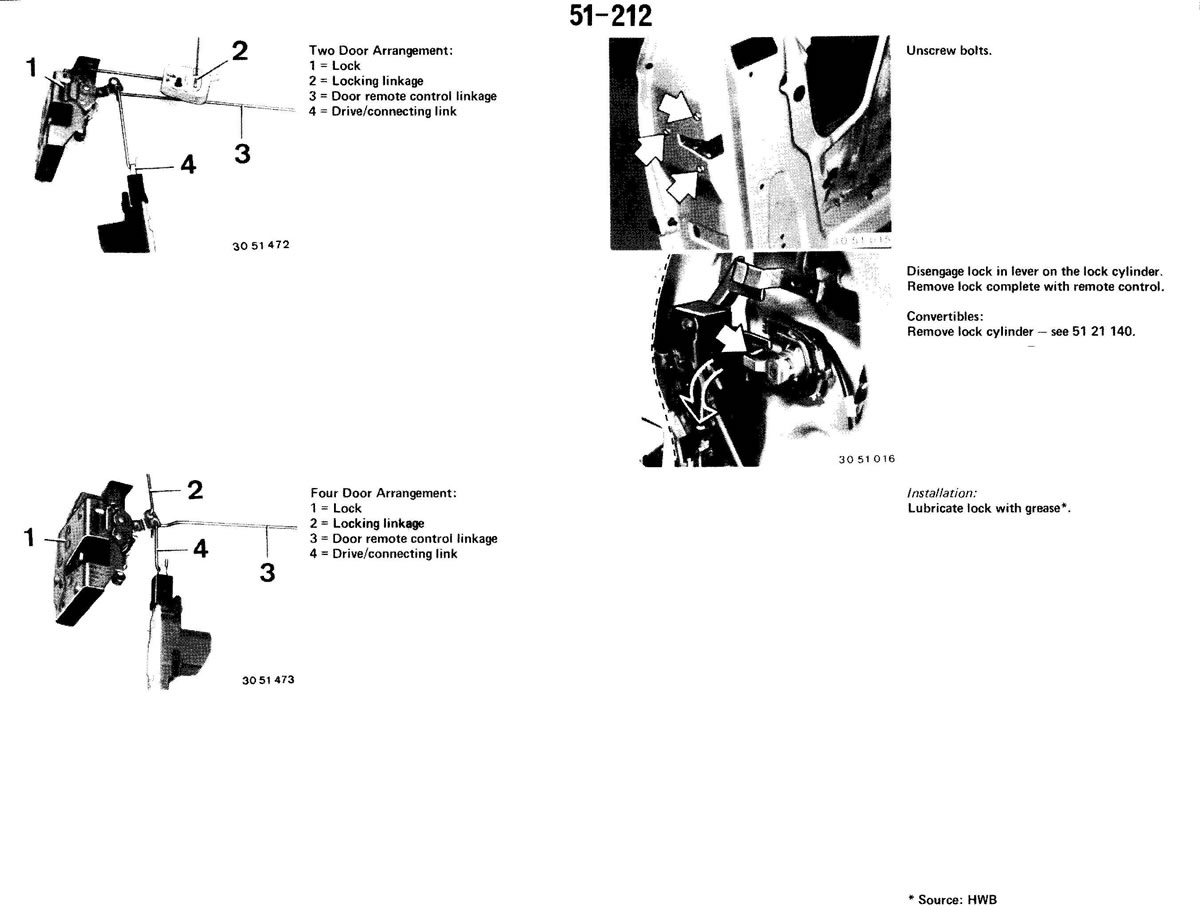 51-212
Two Door Arrangement:
1 = Lock
2 = Locking linkage
3 = Door remote control linkage
4 = Drive/connecting link
1
2
3
4
30 51 472
Four Door Arrangement:
1 = Lock
2 = Locking linkage
3 = Door remote control linkage
4 = Drive/connecting link
1
2
3
4
30 51 473
Unscrew bolts.
Disengage lock in lever on the lock cylinder.
Remove lock complete with remote control.
Convertibles:
Remove lock cylinder – see 51 21 140.
30 51 016
Installation:
Lubricate lock with grease*.
* Source: HWB